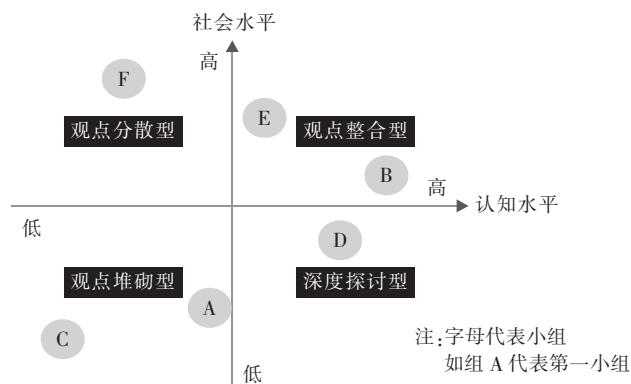 社会水平
高
F
E
观点分散型
观点整合型
B
高
认知水平
低
D
观点堆砌型
深度探讨型
A
C
注:字母代表小组
如组 A 代表第一小组
低